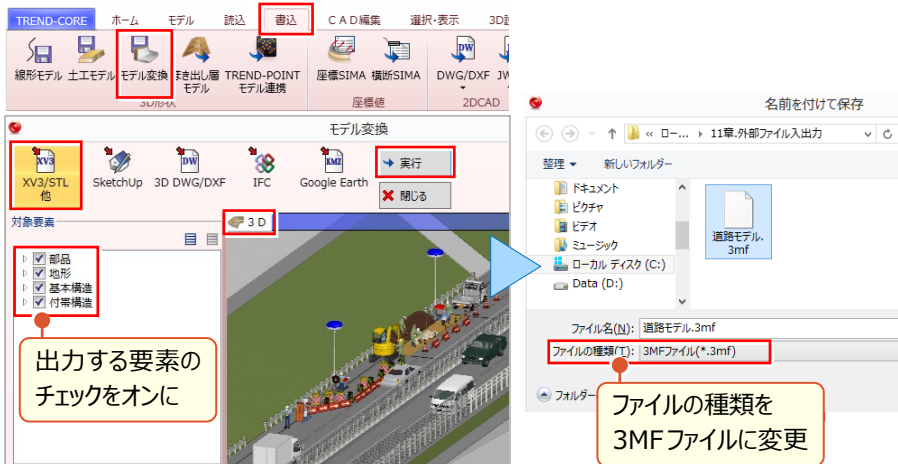 TREND-CORE ホーム モデル 読込 書込 CAD編集 選択・表示
線形モデル 土工モデル モデル変換 まき出し層 TREND-POINT 座標SIMA 横断SIMA DWG/DXF
モデル モデル連携
3D形状 座標値 2DCAD
モデル変換
XV3/STL SketchUp 3D DWG/DXF IFC Google Earth
他
実行
閉じる
対象要素
3D
部品
地形
基本構造
付帯構造
出力する要素の
チェックをオンに
名前を付けて保存
« ロー... 11章.外部ファイル入出力
整理 新しいフォルダー
ドキュメント
ピクチャ
ビデオ
ミュージック
ローカル ディスク (C:)
Data (D:)
道路モデル.
3mf
ファイル名(N): 道路モデル.3mf
ファイルの種類(T): 3MFファイル(*.3mf)
フォルダー
ファイルの種類を
3MFファイルに変更